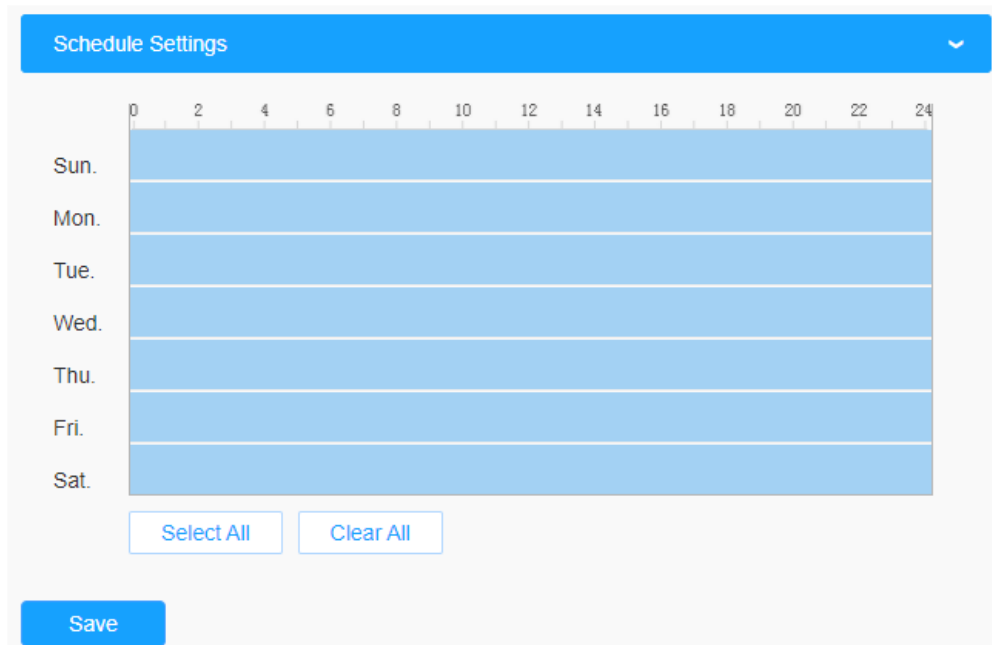 Schedule Settings
0 2 4 6 8 10 12 14 16 18 20 22 24
Sun.
Mon.
Tue.
Wed.
Thu.
Fri.
Sat.
Select All Clear All
Save